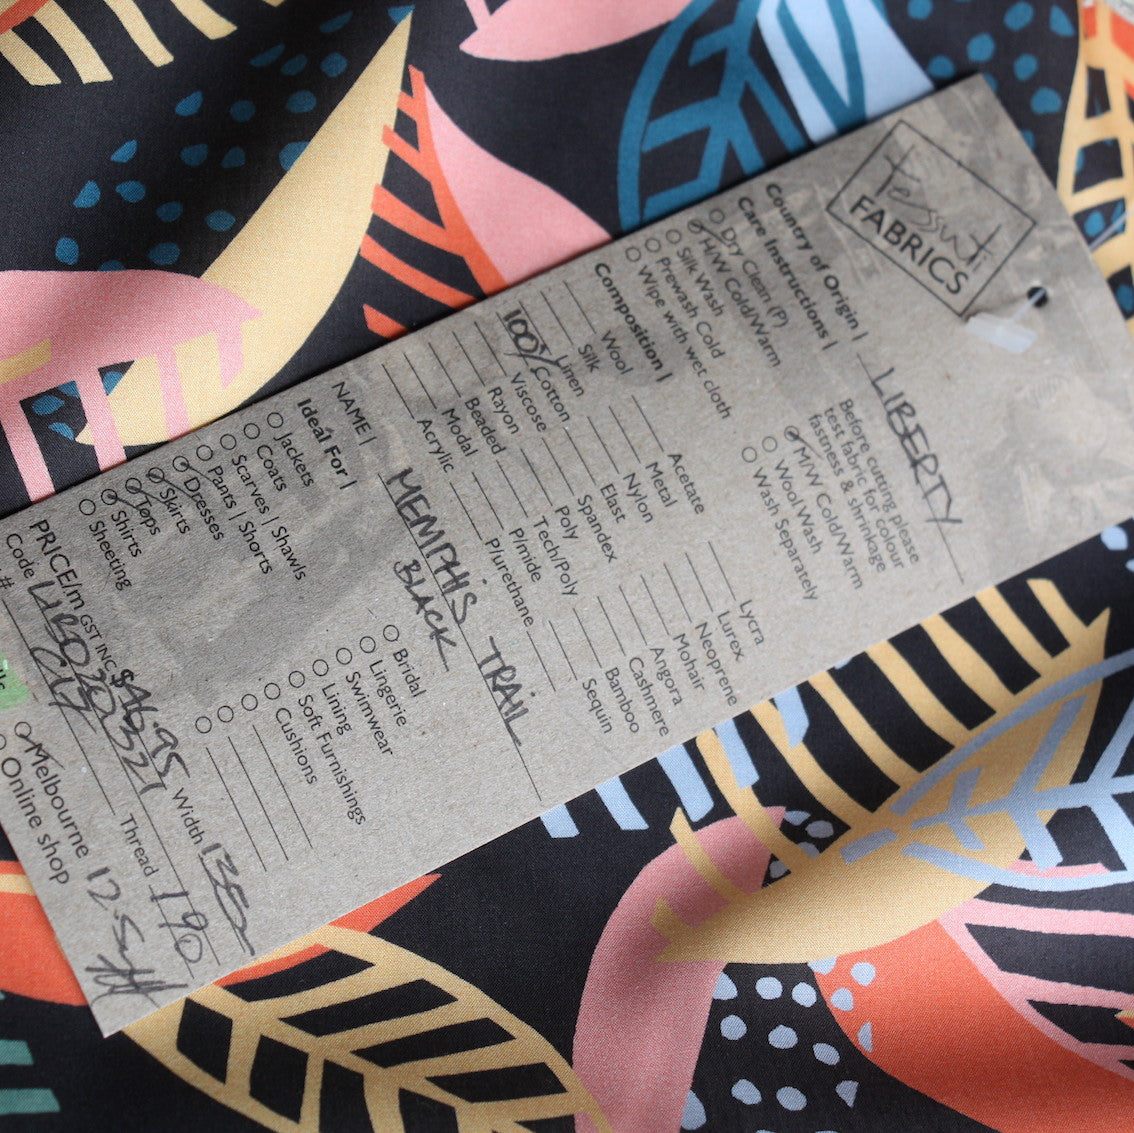 Tessuti
FABRICS
Country of Origin | LIBERTY
Care Instructions |
Dry Clean (P)
H/W Cold/Warm
Silk Wash
Prewash Cold
Wipe with wet cloth
Before cutting please
test fabric for colour
fastness & shrinkage
M/W Cold/Warm
Wool Wash
Wash Separately
Composition |
Wool
Silk
Linen
100% Cotton
Viscose
Rayon
Beaded
Modal
Acrylic
Acetate
Metal
Nylon
Elast
Spandex
Poly
Tech/Poly
P/mide
P/urethane
Lycra
Lurex
Neoprene
Mohair
Angora
Cashmere
Bamboo
Sequin
NAME | MEMPHIS TRAIL
BLACK
Ideal For |
Jackets
Coats
Scarves | Shawls
Pants | Shorts
Dresses
Skirts
Tops
Shirts
Sheeting
Bridal
Lingerie
Swimwear
Lining
Soft Furnishings
Cushions
PRICE/m GST INC $46.95 Width 135
Code
Thread 190
#
Melbourne
Online shop